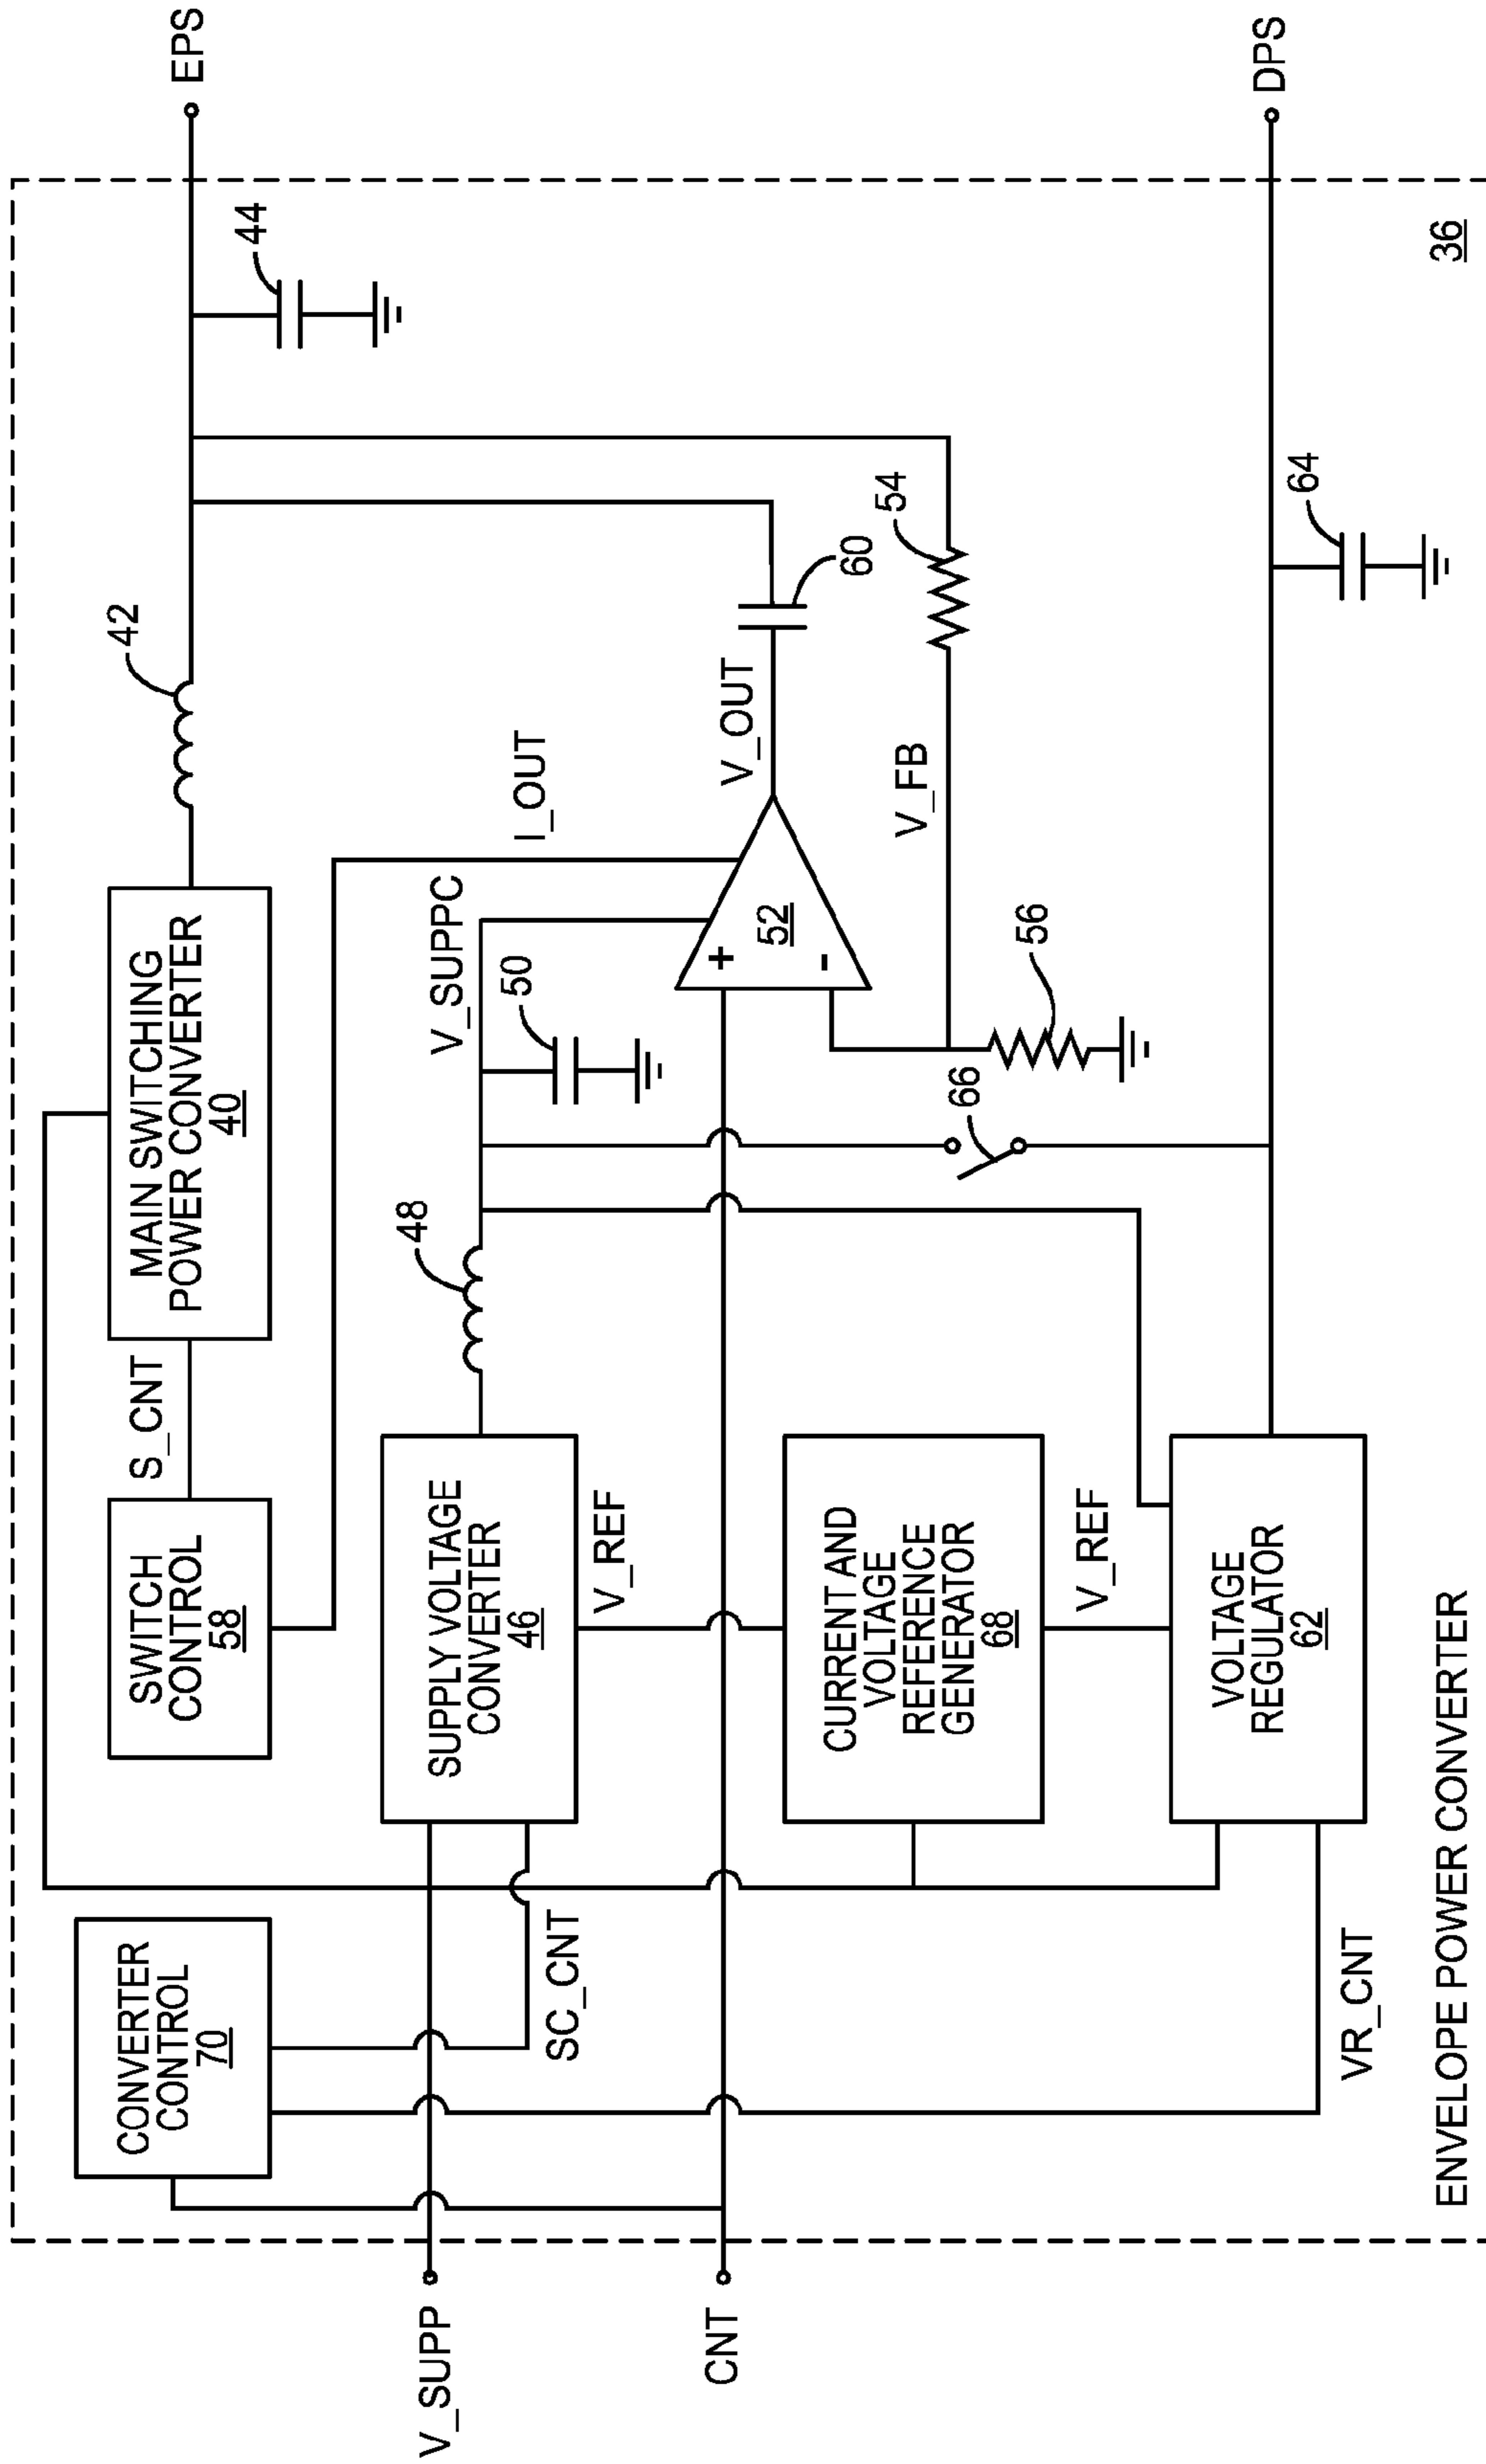 EPS
44
42
MAIN SWITCHING
POWER CONVERTER
40
S_CNT
SWITCH
CONTROL
58
CONVERTER
CONTROL
70
I_OUT
V_SUPPC
50
48
SUPPLY VOLTAGE
CONVERTER
46
V_SUPP
SC_CNT
V_REF
V_OUT
60
+
-
52
CNT
54
V_FB
56
66
CURRENT AND
VOLTAGE
REFERENCE
GENERATOR
68
V_REF
DPS
64
VOLTAGE
REGULATOR
62
VR_CNT
ENVELOPE POWER CONVERTER
36